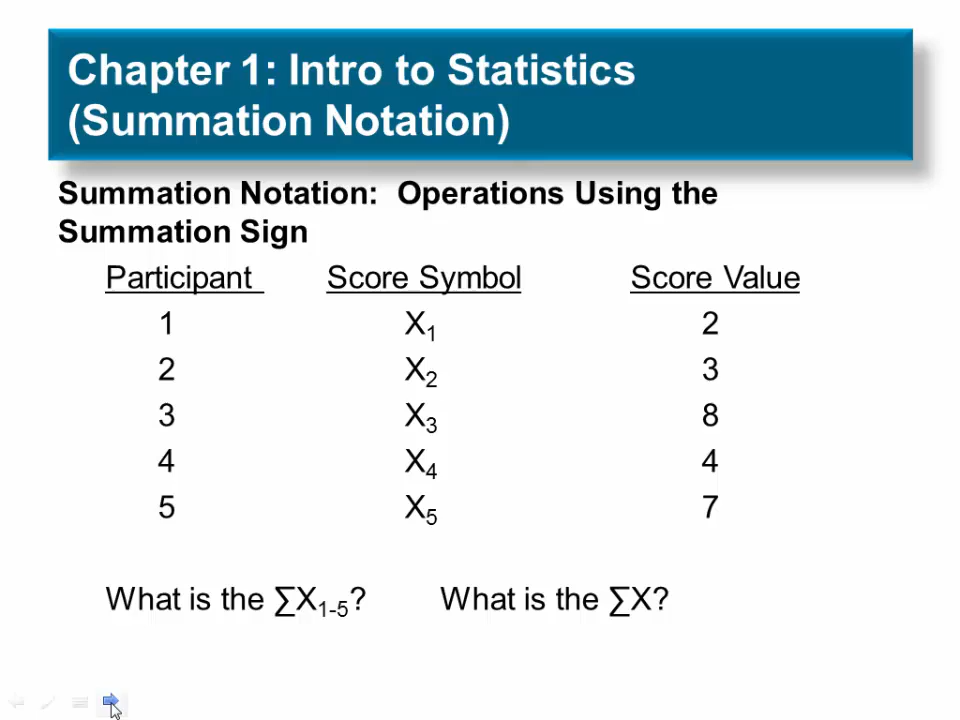 Chapter 1: Intro to Statistics
(Summation Notation)
Summation Notation: Operations Using the
Summation Sign
Participant Score Symbol Score Value
1 X₁ 2
2 X₂ 3
3 X₃ 8
4 X₄ 4
5 X₅ 7
What is the ∑X₁₋₅? What is the ∑X?